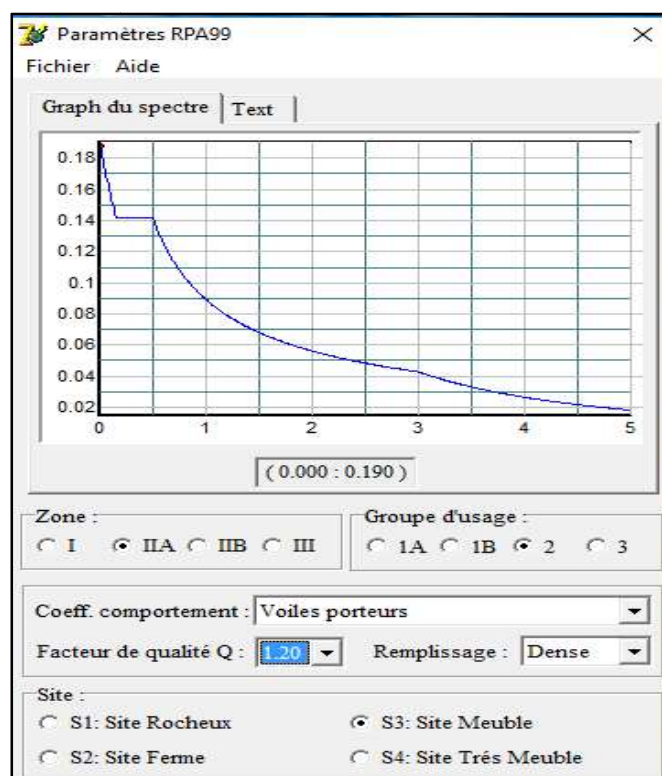 Paramètres RPA99
Fichier Aide
Graph du spectre Text
0.18
0.16
0.14
0.12
0.1
0.08
0.06
0.04
0.02
0 1 2 3 4 5
( 0.000 : 0.190 )
Zone :
I IIA IIB III
Groupe d'usage :
1A 1B 2 3
Coeff. comportement : Voiles porteurs
Facteur de qualité Q : 1.20 Remplissage : Dense
Site :
S1: Site Rocheux S3: Site Meuble
S2: Site Ferme S4: Site Trés Meuble